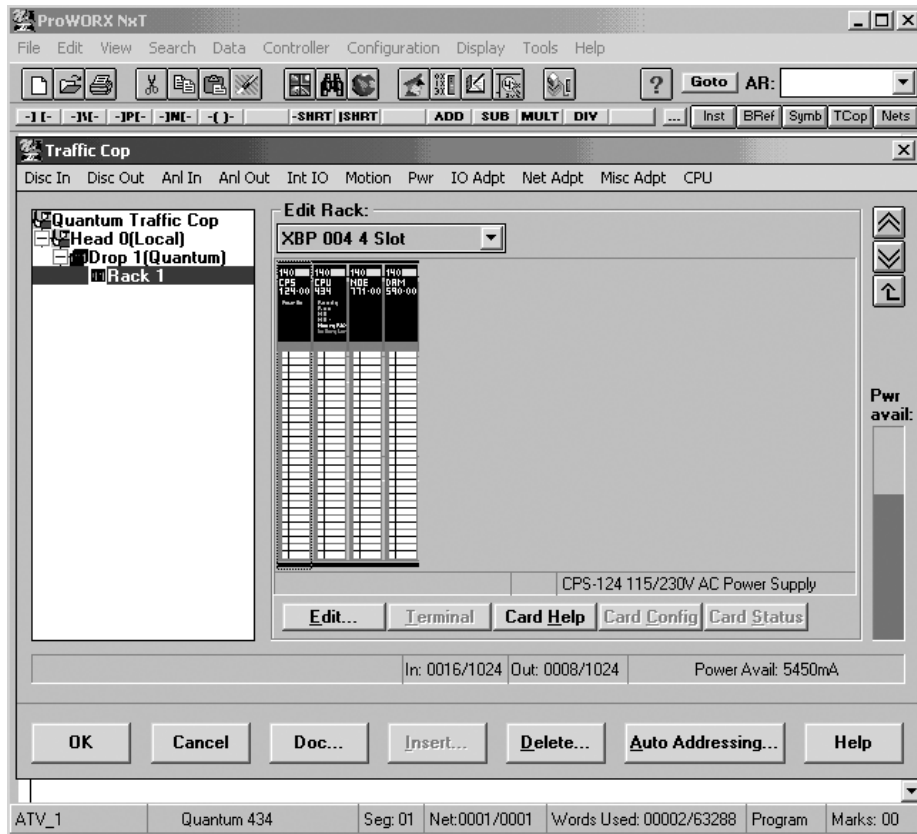 ProWORX NxT
File Edit View Search Data Controller Configuration Display Tools Help
? Goto AR:
-] [- -]\[- -]P[- -]N[- -( )- -SHRT |SHRT ADD SUB MULT DIV ... Inst BRef Symb TCop Nets
Traffic Cop
Disc In Disc Out Anl In Anl Out Int IO Motion Pwr IO Adpt Net Adpt Misc Adpt CPU
Quantum Traffic Cop
Head 0(Local)
Drop 1(Quantum)
Rack 1
Edit Rack:
XBP 004 4 Slot
140 140 140 140
CPS CPU NOE DRM
124-00 434 771-00 590-00
Ready
Run
Pwr avail:
CPS-124 115/230V AC Power Supply
Edit... Terminal Card Help Card Config Card Status
In: 0016/1024 Out: 0008/1024 Power Avail: 5450mA
OK Cancel Doc... Insert... Delete... Auto Addressing... Help
ATV_1 Quantum 434 Seg: 01 Net:0001/0001 Words Used: 00002/63288 Program Marks: 00